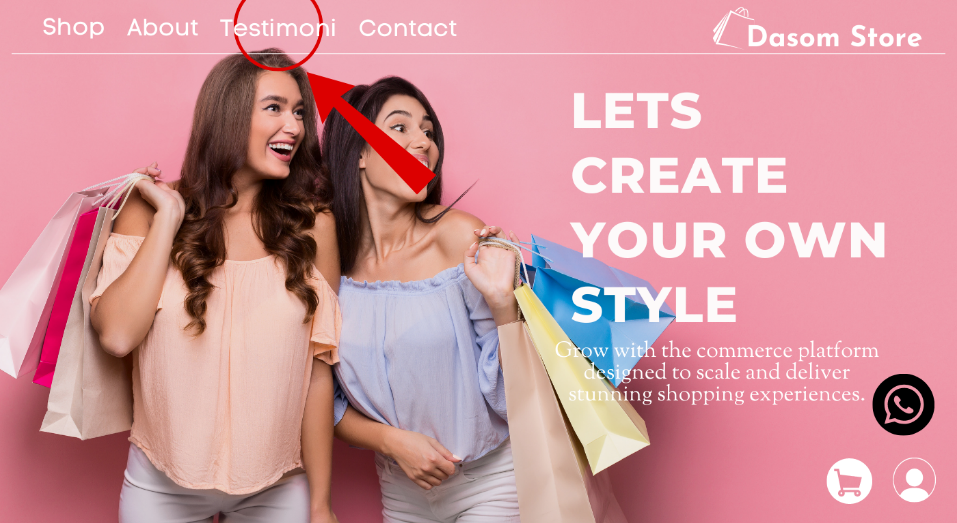 Shop About Testimoni Contact
Dasom Store
LETS
CREATE
YOUR OWN
STYLE
Grow with the commerce platform
designed to scale and deliver
stunning shopping experiences.